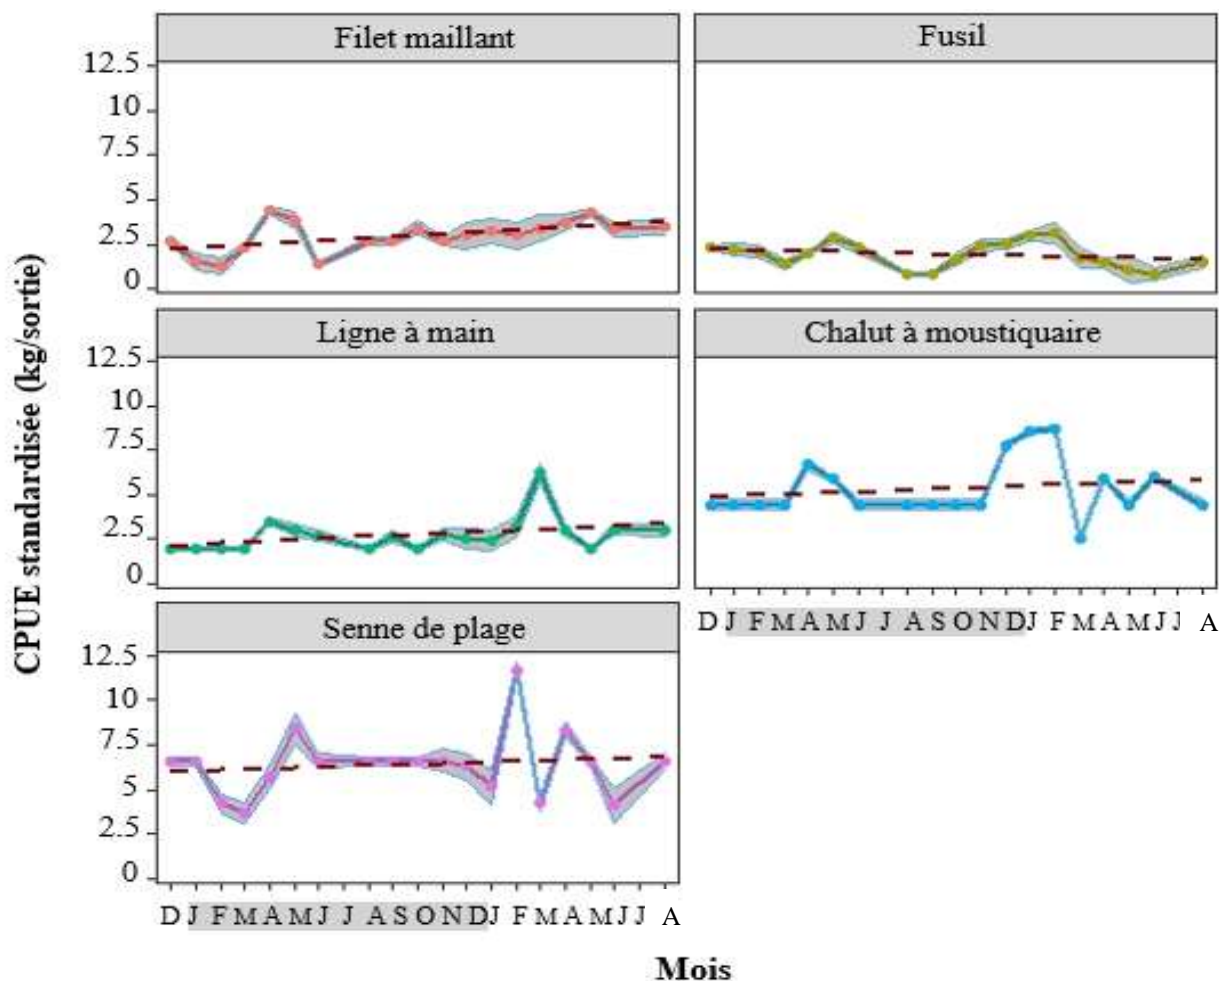 Filet maillant
Fusil
12.5
10
7.5
5
2.5
0
Ligne à main
Chalut à moustiquaire
12.5
10
7.5
5
2.5
0
D J F M A M J J A S O N D J F M A M J J A
Senne de plage
12.5
10
7.5
5
2.5
0
D J F M A M J J A S O N D J F M A M J J A
CPUE standardisée (kg/sortie)
Mois